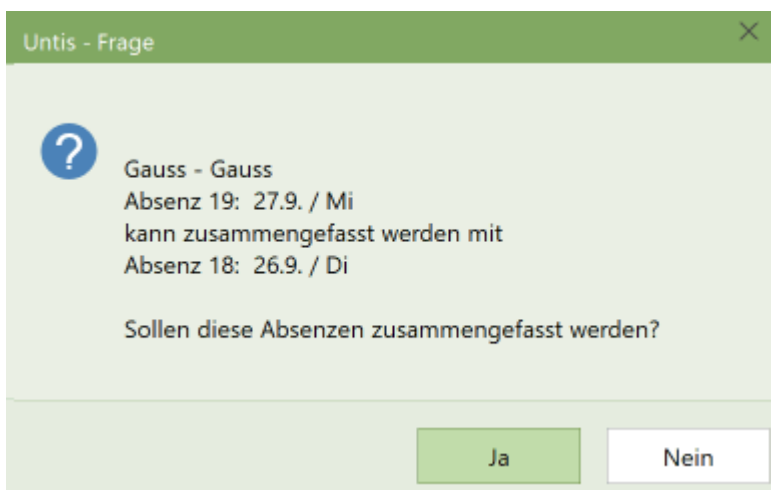 Untis - Frage
?
Gauss - Gauss
Absenz 19:  27.9. / Mi
kann zusammengefasst werden mit
Absenz 18:  26.9. / Di
Sollen diese Absenzen zusammengefasst werden?
Ja
Nein